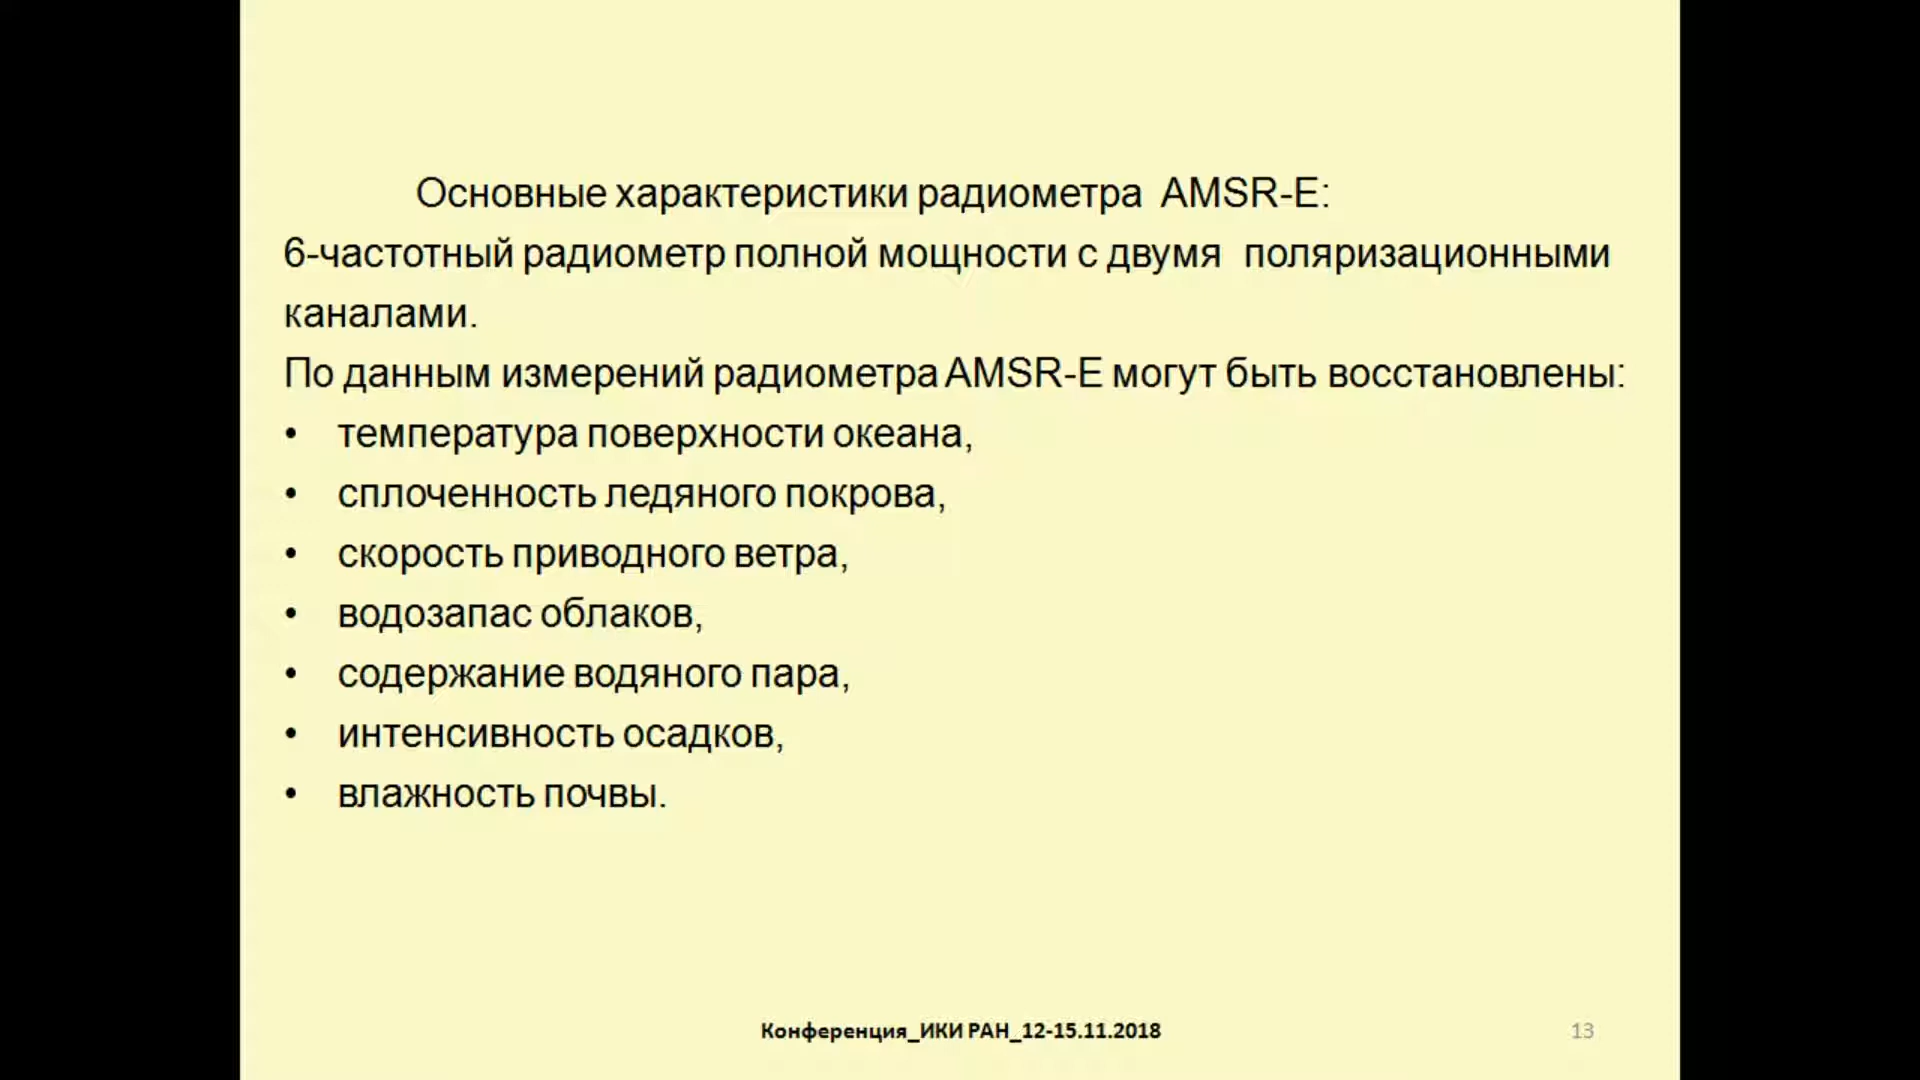 Основные характеристики радиометра AMSR-E:
6-частотный радиометр полной мощности с двумя поляризационными
каналами.
По данным измерений радиометра AMSR-E могут быть восстановлены:
• температура поверхности океана,
• сплоченность ледяного покрова,
• скорость приводного ветра,
• водозапас облаков,
• содержание водяного пара,
• интенсивность осадков,
• влажность почвы.
Конференция_ИКИ РАН_12-15.11.2018
13